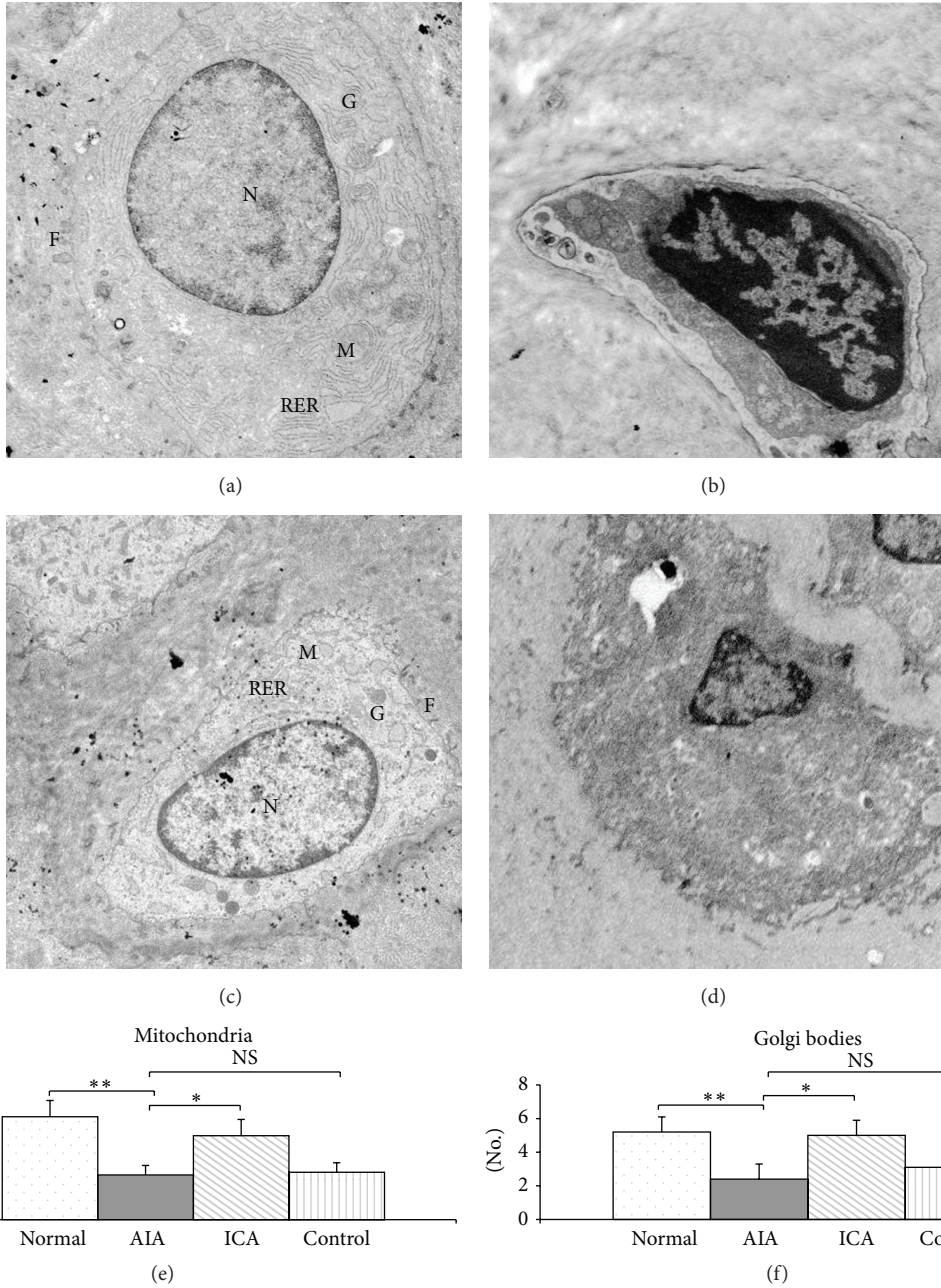 G
N
F
M
RER
(a)
(b)
M
RER
G
F
N
(c)
(d)
Mitochondria
NS
**
*
Normal
AIA
ICA
Control
(e)
Golgi bodies
NS
**
*
(No.)
8
6
4
2
0
Normal
AIA
ICA
Co
(f)